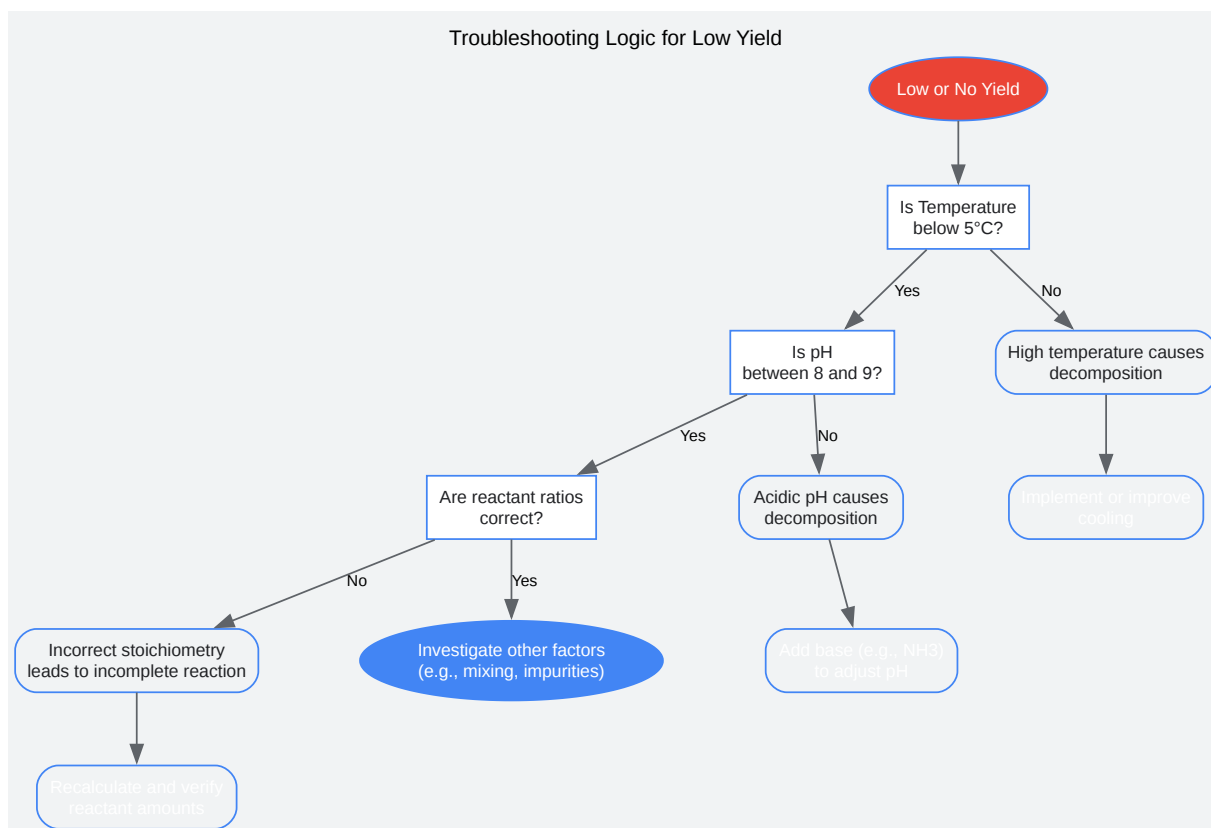 Troubleshooting Logic for Low Yield
Low or No Yield
Is Temperature
below 5°C?
Yes
No
Is pH
between 8 and 9?
High temperature causes
decomposition
Yes
No
Are reactant ratios
correct?
Acidic pH causes
decomposition
Implement or improve
cooling
No
Yes
Incorrect stoichiometry
leads to incomplete reaction
Investigate other factors
(e.g., mixing, impurities)
Add base (e.g., NH3)
to adjust pH
Recalculate and verify
reactant amounts